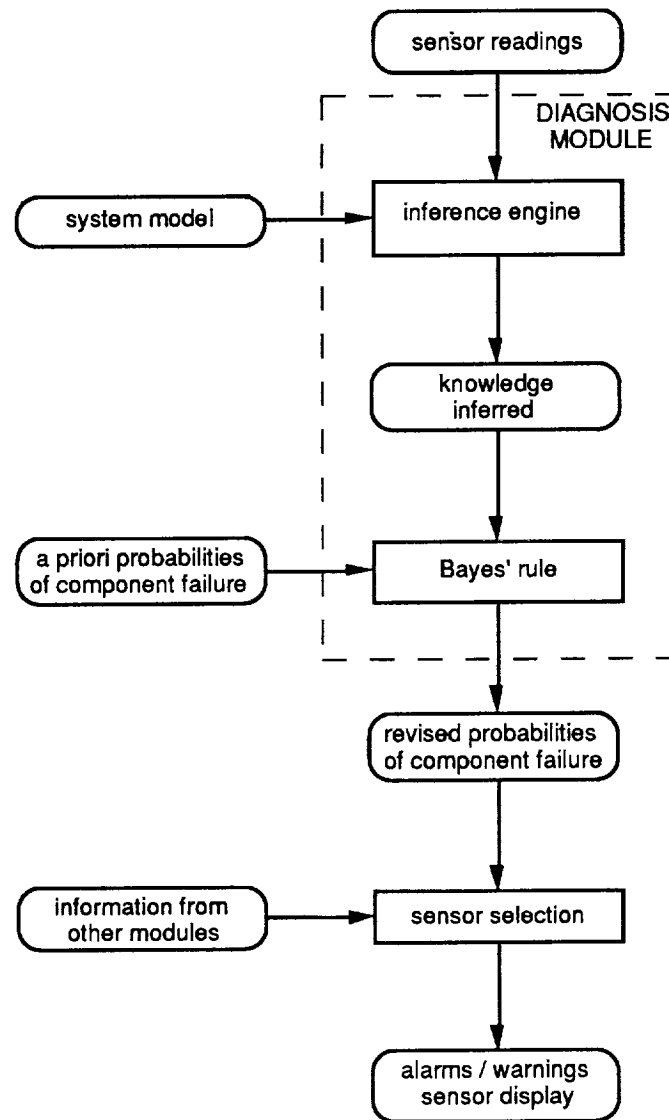 sensor readings
DIAGNOSIS
MODULE
system model
inference engine
knowledge
inferred
a priori probabilities
of component failure
Bayes' rule
revised probabilities
of component failure
information from
other modules
sensor selection
alarms / warnings
sensor display